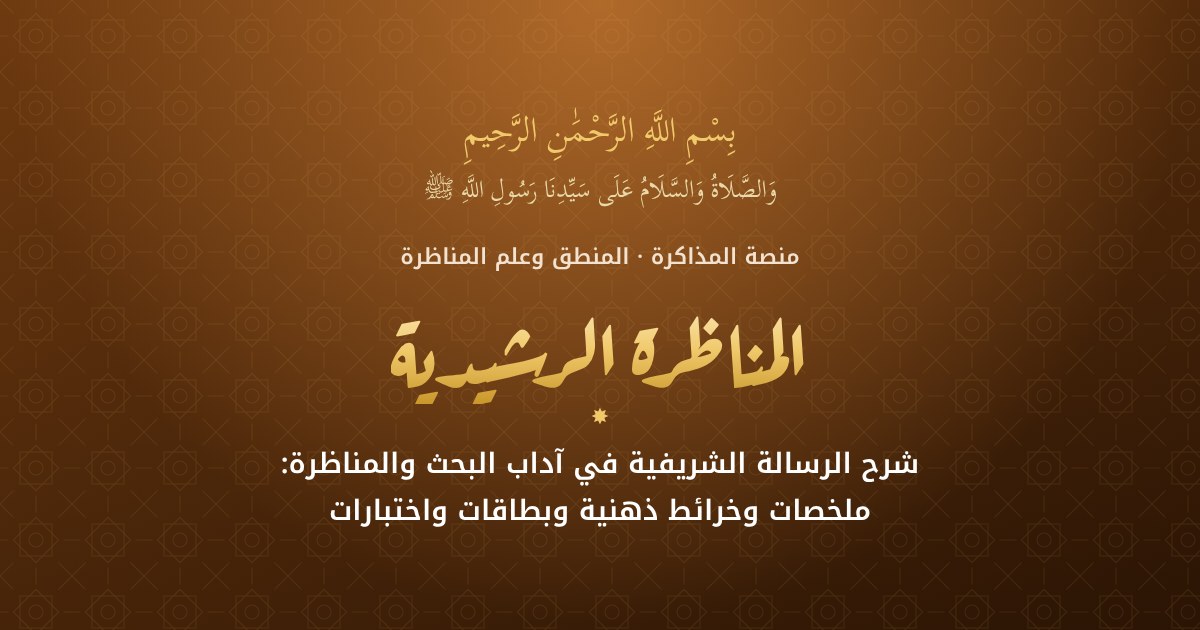 بِسْمِ اللَّهِ الرَّحْمَٰنِ الرَّحِيمِ
وَالصَّلَاةُ وَالسَّلَامُ عَلَى سَيِّدِنَا رَسُولِ اللَّهِ ﷺ
منصة المذاكرة · المنطق وعلم المناظرة
المناظرة الرشيدية
شرح الرسالة الشريفية في آداب البحث والمناظرة:
ملخصات وخرائط ذهنية وبطاقات واختبارات